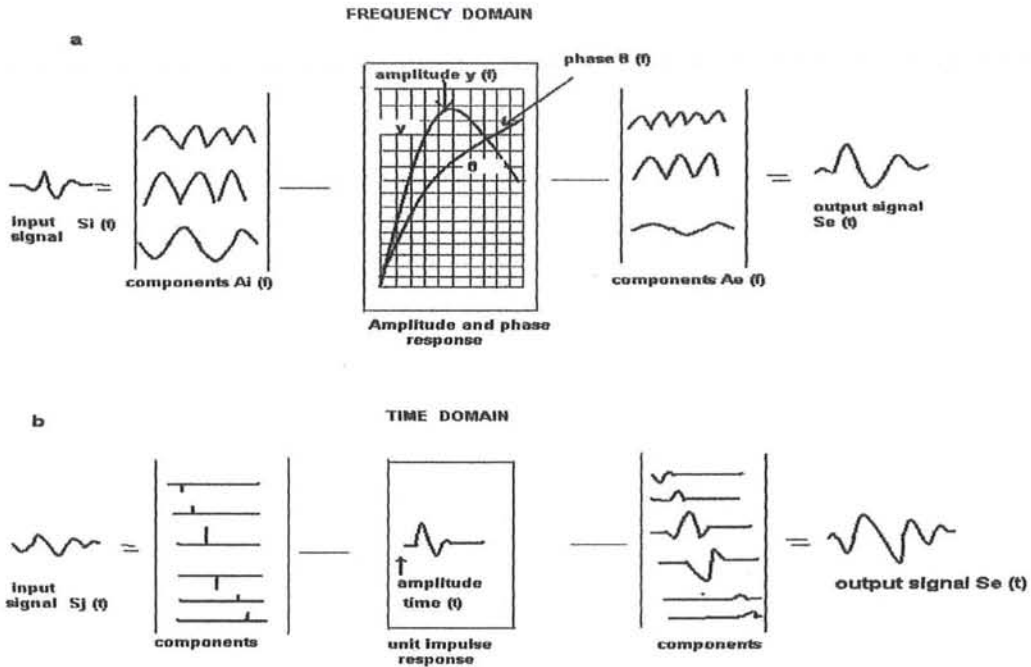 FREQUENCY DOMAIN
a
phase θ (f)
amplitude y (f)
y
θ
input
signal Si (t)
components Ai (f)
Amplitude and phase
response
components Ae (f)
output signal
Se (t)
b
TIME DOMAIN
input
signal Sj (t)
components
amplitude
time (t)
unit impulse
response
components
output signal Se (t)